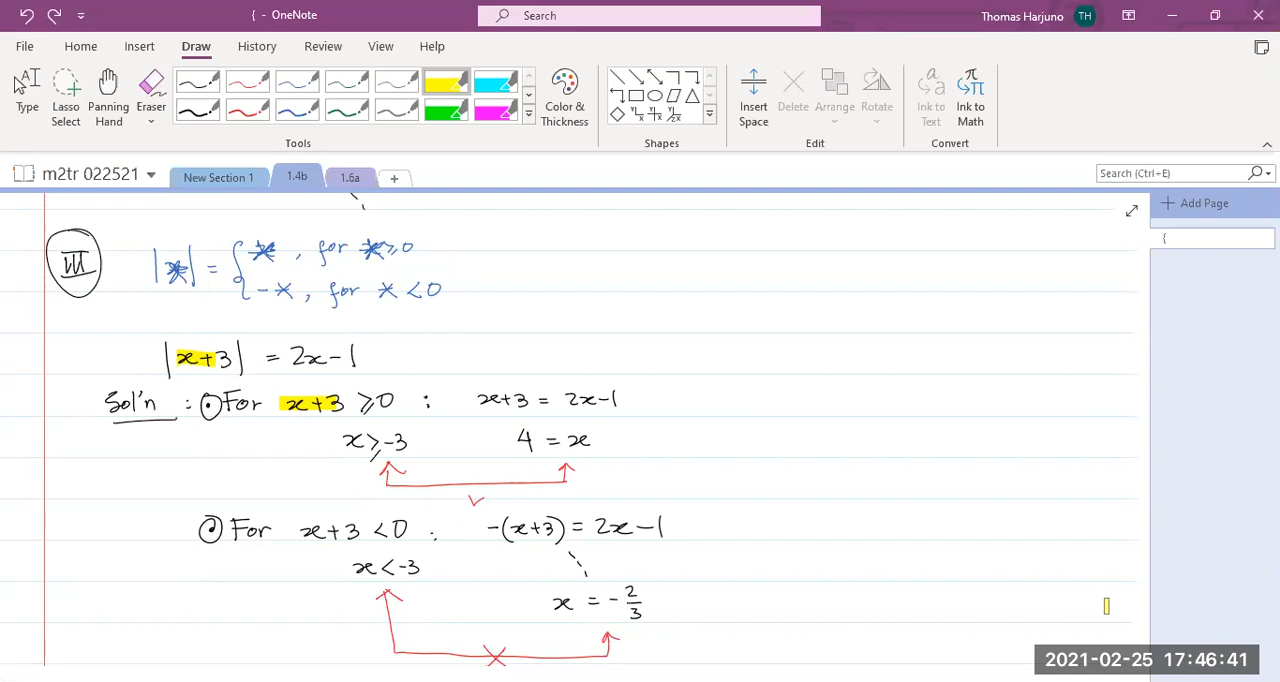 { - OneNote
Search
Thomas Harjuno TH
File Home Insert Draw History Review View Help
Type
Lasso Select
Panning Hand
Eraser
Color & Thickness
Insert Space
Delete
Arrange
Rotate
Ink to Text
Ink to Math
Tools
Shapes
Edit
Convert
m2tr 022521
New Section 1
1.4b
1.6a
Search (Ctrl+E)
Add Page
{
III
|*| = { * , for * ≥ 0
-* , for * < 0
|x+3| = 2x-1
Sol'n : • For x+3 ≥ 0 : x+3 = 2x-1
x ≥ -3 4 = x
✓
• For x+3 < 0 : -(x+3) = 2x-1
x < -3
x = -2/3
×
2021-02-25 17:46:41